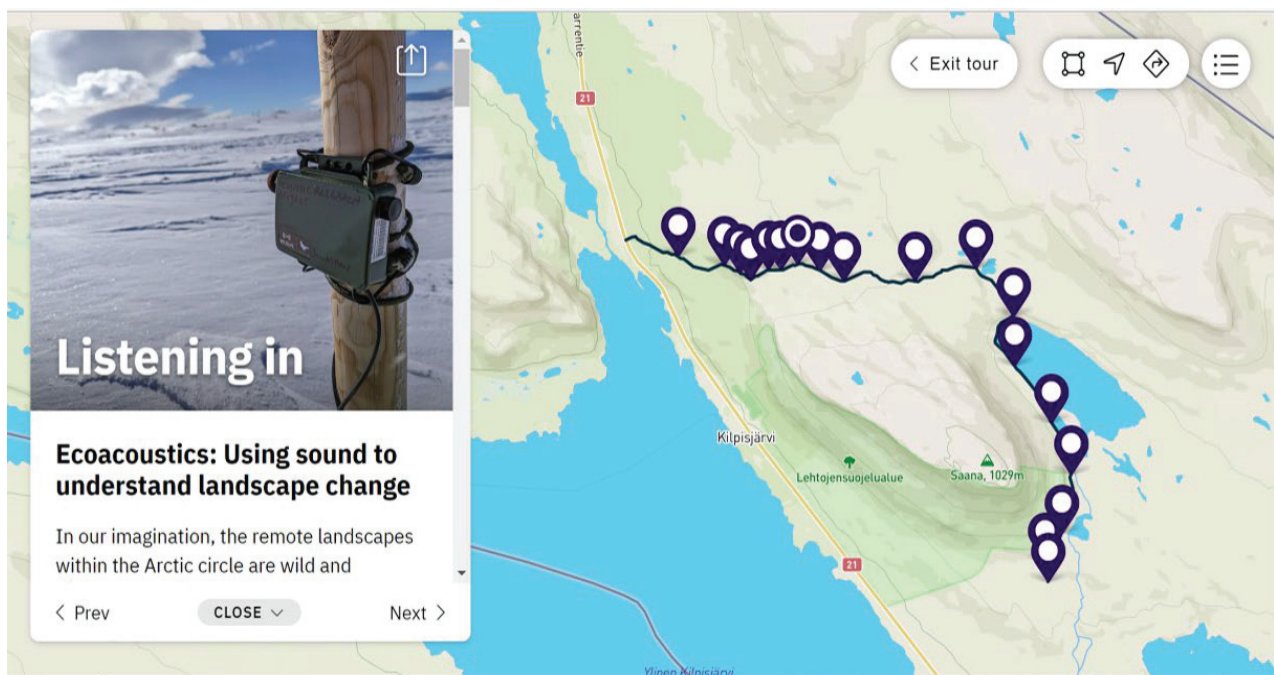 Listening in
Ecoacoustics: Using sound to
understand landscape change
In our imagination, the remote landscapes
within the Arctic circle are wild and
Prev
CLOSE
Next
arrentie
21
Exit tour
Kilpisjärvi
Lehtojensuojelualue
Saana, 1029m
21
Ylinen Kilpisjärvi